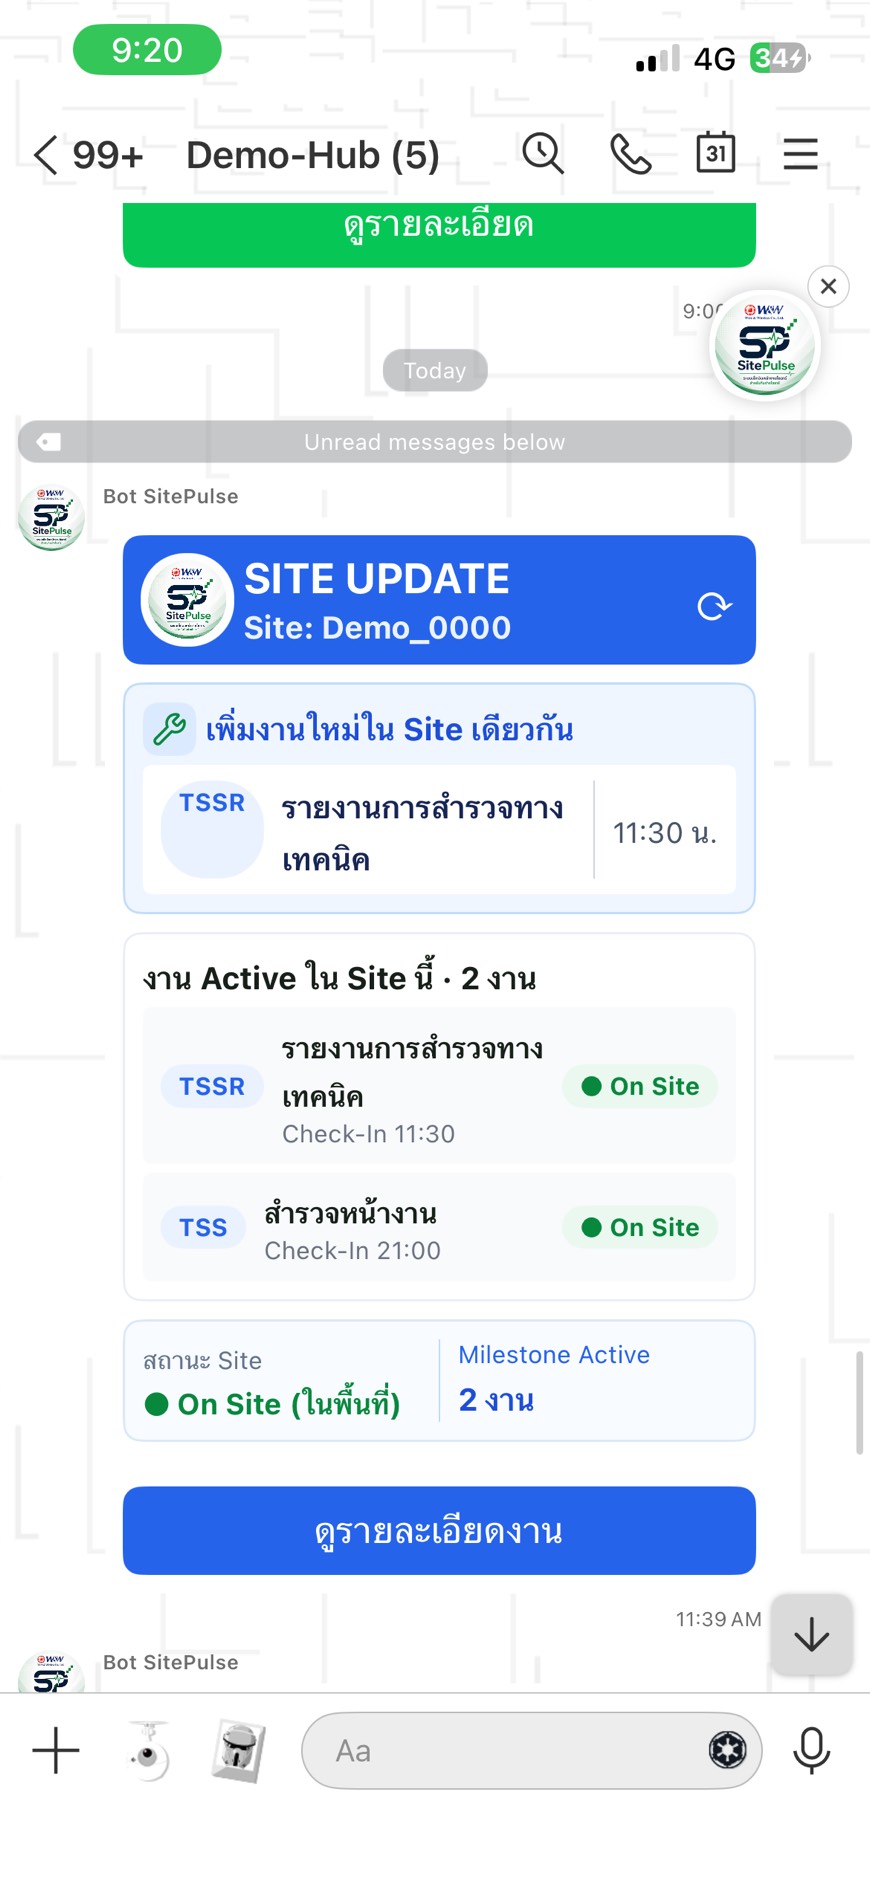 9:20
4G
34
99+
Demo-Hub (5)
31
ดูรายละเอียด
9:00
W&W
SP
SitePulse
Today
Unread messages below
W&W
SP
SitePulse
Bot SitePulse
W&W
SP
SitePulse
SITE UPDATE
Site: Demo_0000
เพิ่มงานใหม่ใน Site เดียวกัน
TSSR
รายงานการสำรวจทาง
เทคนิค
11:30 น.
งาน Active ใน Site นี้ · 2 งาน
TSSR
รายงานการสำรวจทาง
เทคนิค
Check-In 11:30
On Site
TSS
สำรวจหน้างาน
Check-In 21:00
On Site
สถานะ Site
On Site (ในพื้นที่)
Milestone Active
2 งาน
ดูรายละเอียดงาน
11:39 AM
W&W
SP
Bot SitePulse
Aa